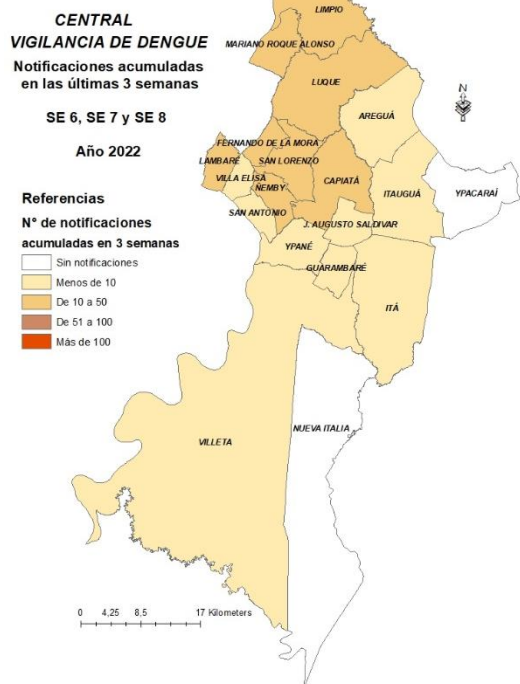 CENTRAL
VIGILANCIA DE DENGUE
Notificaciones acumuladas
en las últimas 3 semanas
SE 6, SE 7 y SE 8
Año 2022
Referencias
N° de notificaciones
acumuladas en 3 semanas
Sin notificaciones
Menos de 10
De 10 a 50
De 51 a 100
Más de 100
LIMPIO
MARIANO ROQUE ALONSO
LUQUE
N
AREGUÁ
FERNANDO DE LA MORA
LAMBARÉ
SAN LORENZO
VILLA ELISA
CAPIATÁ
ÑEMBY
ITAUGUÁ
YPACARAÍ
SAN ANTONIO
J. AUGUSTO SALDIVAR
YPANÉ
GUARAMBARÉ
ITÁ
NUEVA ITALIA
VILLETA
0 4,25 8,5 17 Kilometers